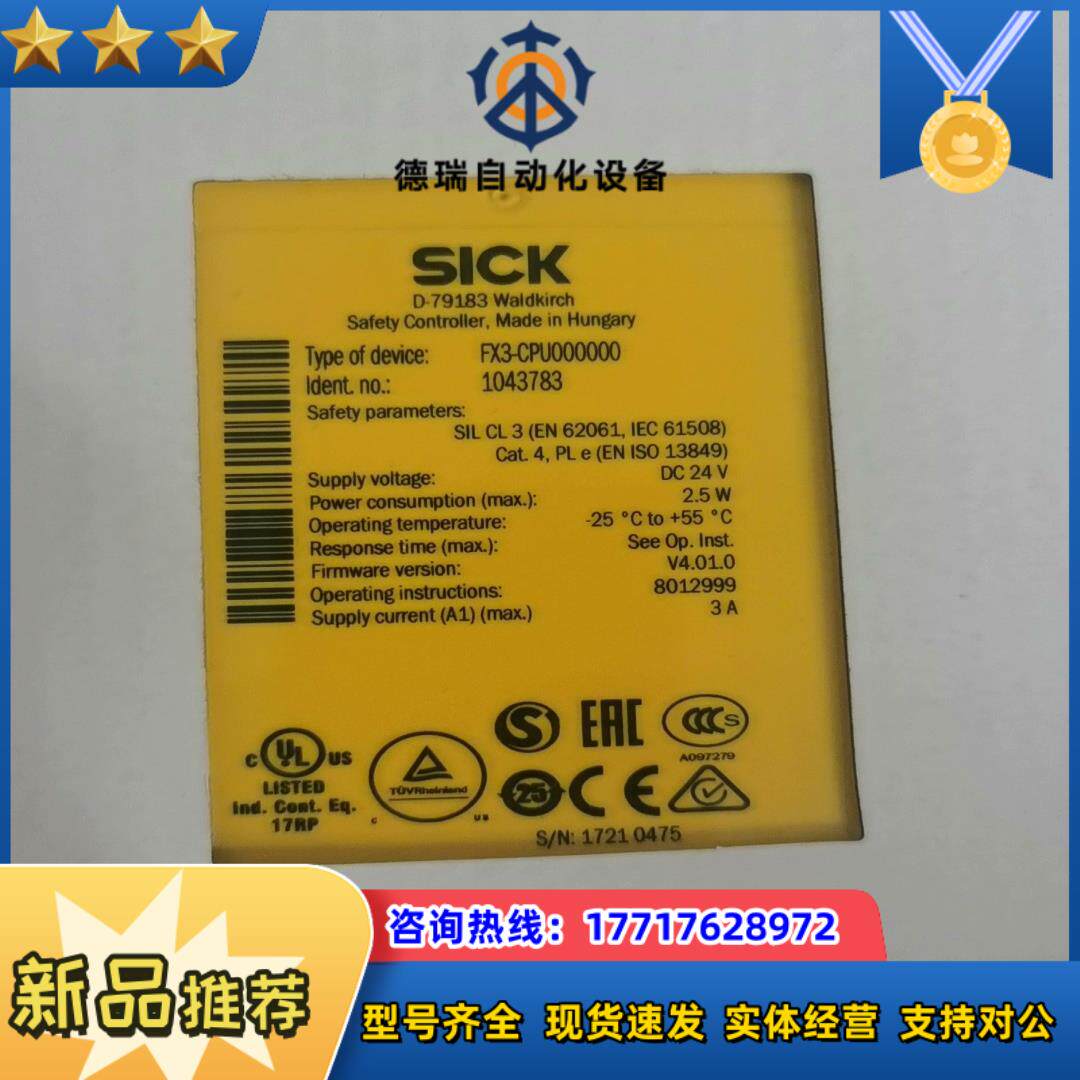 德瑞自动化设备
SICK
D-79183 Waldkirch
Safety Controller, Made in Hungary
Type of device: FX3-CPU000000
Ident. no.: 1043783
Safety parameters:
SIL CL 3 (EN 62061, IEC 61508)
Cat. 4, PL e (EN ISO 13849)
Supply voltage: DC 24 V
Power consumption (max.): 2.5 W
Operating temperature: -25 °C to +55 °C
Response time (max.): See Op. Inst.
Firmware version: V4.01.0
Operating instructions: 8012999
Supply current (A1) (max.) 3 A
S EAC CCC S
A097279
C UL US
LISTED
Ind. Cont. Eq.
17RP
TÜVRheinland
C US
25 CE
S/N: 1721 0475
咨询热线：17717628972
新品推荐
型号齐全 现货速发 实体经营 支持对公